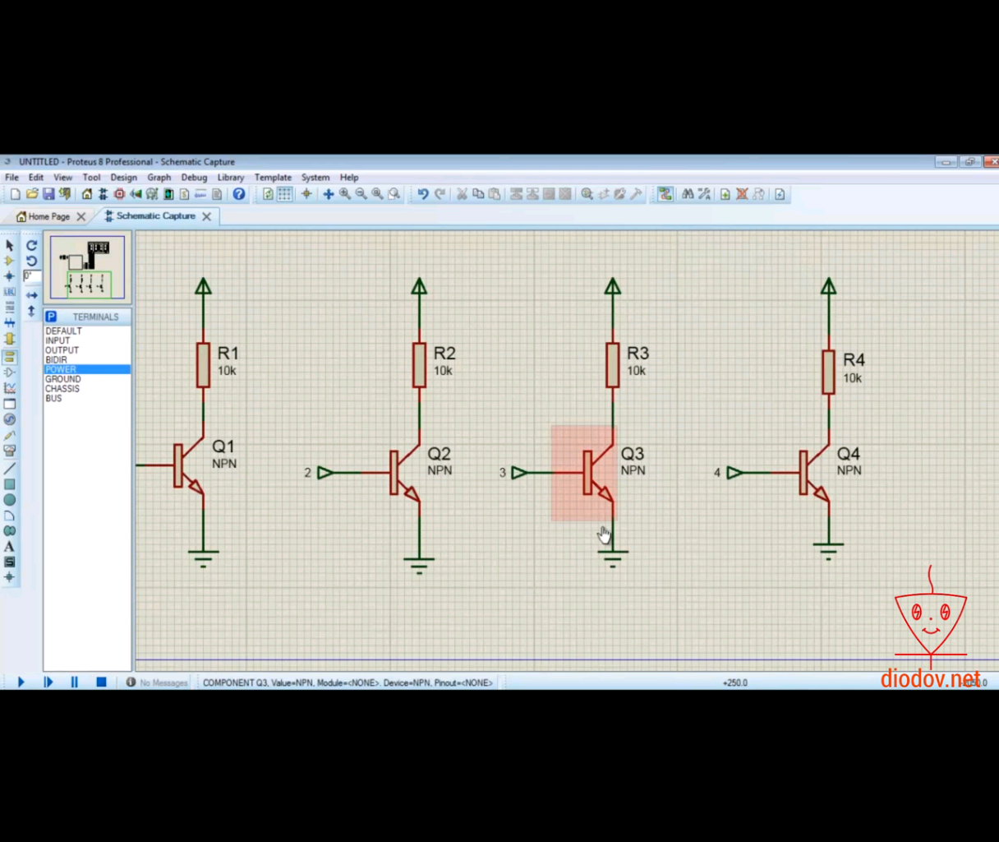 UNTITLED - Proteus 8 Professional - Schematic Capture
File Edit View Tool Design Graph Debug Library Template System Help
Home Page Schematic Capture
0°
LBL
P TERMINALS
DEFAULT
INPUT
OUTPUT
BIDIR
POWER
GROUND
CHASSIS
BUS
A
S
R1
10k
R2
10k
R3
10k
R4
10k
Q1
NPN
2
Q2
NPN
3
Q3
NPN
4
Q4
NPN
diodov.net
No Messages COMPONENT Q3, Value=NPN, Module=<NONE>, Device=NPN, Pinout=<NONE> +250.0